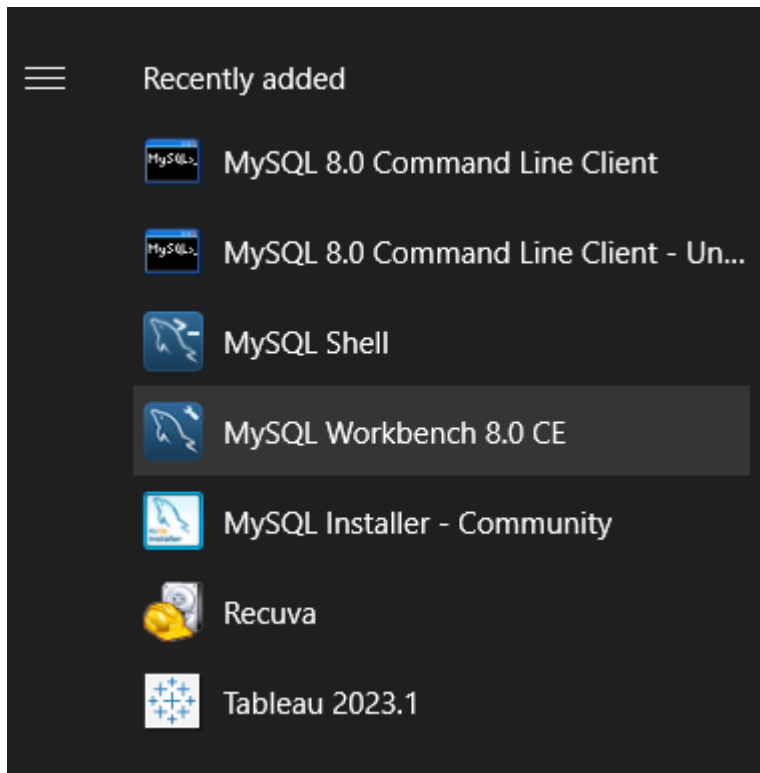 Recently added
MySQL 8.0 Command Line Client
MySQL 8.0 Command Line Client - Un...
MySQL Shell
MySQL Workbench 8.0 CE
MySQL Installer - Community
Recuva
Tableau 2023.1